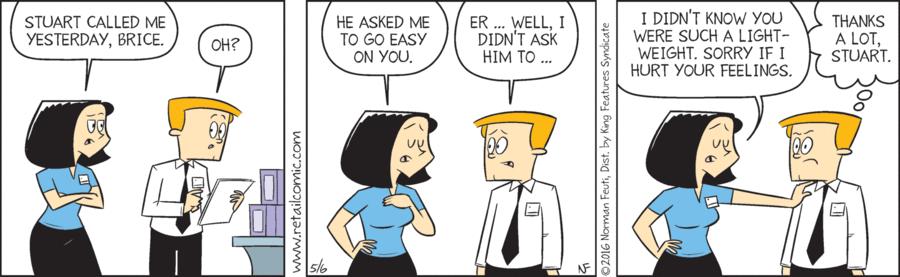 STUART CALLED ME
YESTERDAY, BRICE.
OH?
www.retailcomic.com
5/6
HE ASKED ME
TO GO EASY
ON YOU.
ER ... WELL, I
DIDN'T ASK
HIM TO ...
NF
©2016 Norman Feuti, Dist. by King Features Syndicate
I DIDN'T KNOW YOU
WERE SUCH A LIGHT-
WEIGHT. SORRY IF I
HURT YOUR FEELINGS.
THANKS
A LOT,
STUART.